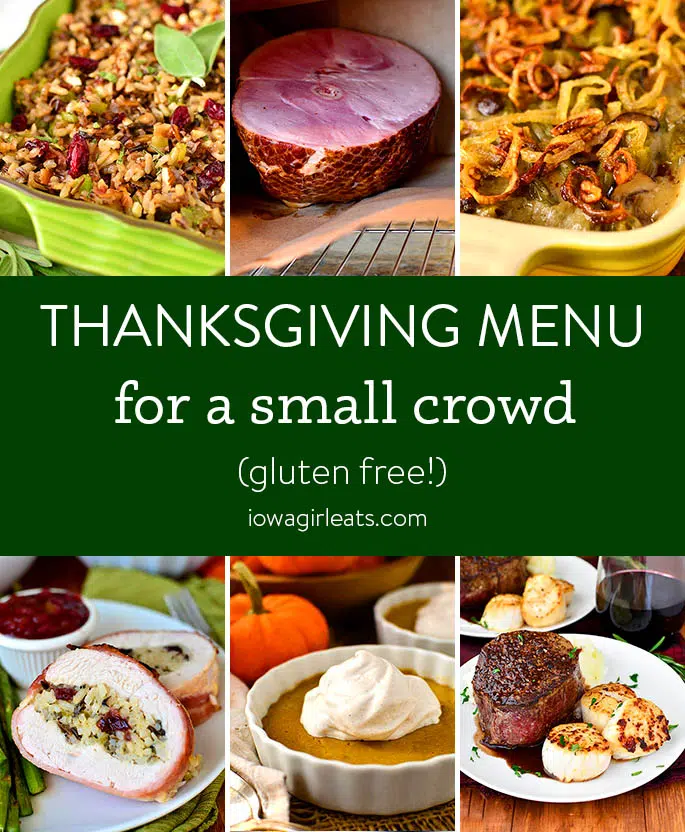 THANKSGIVING MENU
for a small crowd
(gluten free!)
iowagirleats.com